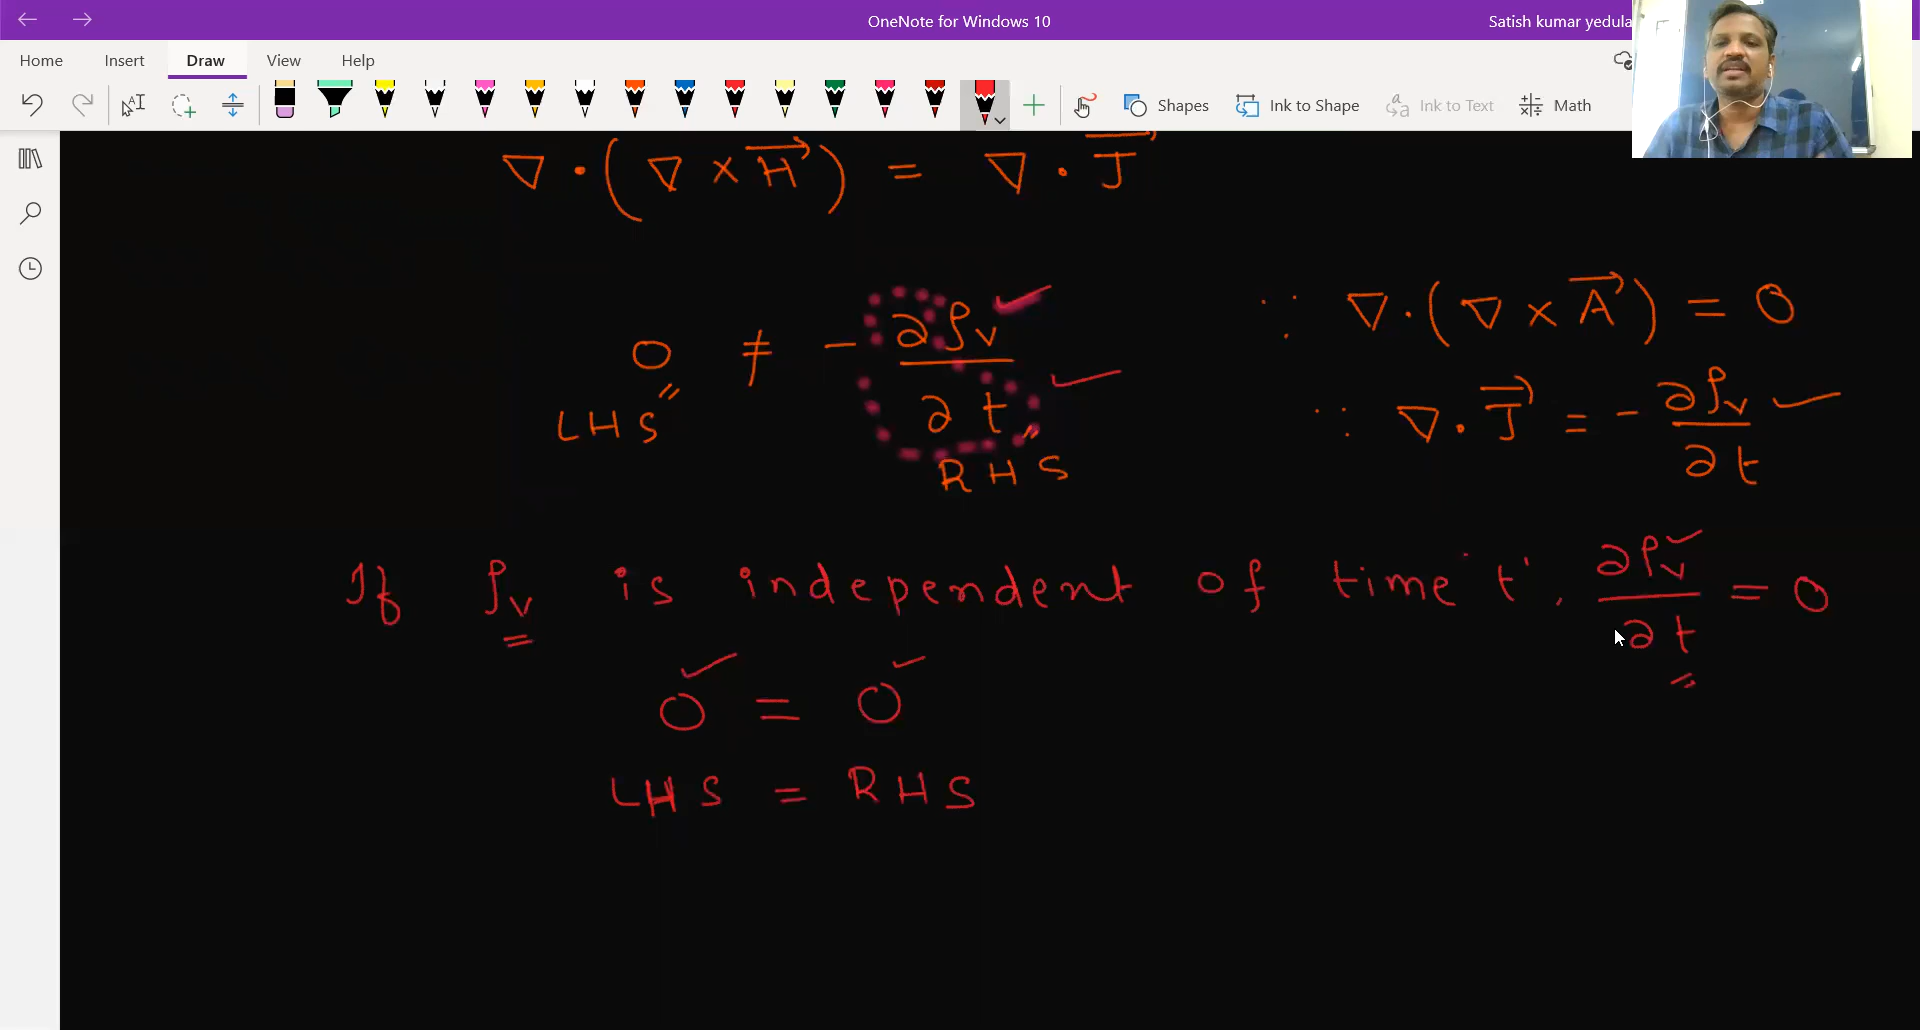 OneNote for Windows 10
Satish kumar yedula
Home Insert Draw View Help
Shapes Ink to Shape Ink to Text Math
∇ · (∇ × H⃗) = ∇ · J⃗
0 ≠ - ∂ρᵥ/∂t
LHS RHS
∵ ∇ · (∇ × A⃗) = 0
∵ ∇ · J⃗ = - ∂ρᵥ/∂t
If ρᵥ is independent of time 't', ∂ρᵥ/∂t = 0
0 = 0
LHS = RHS